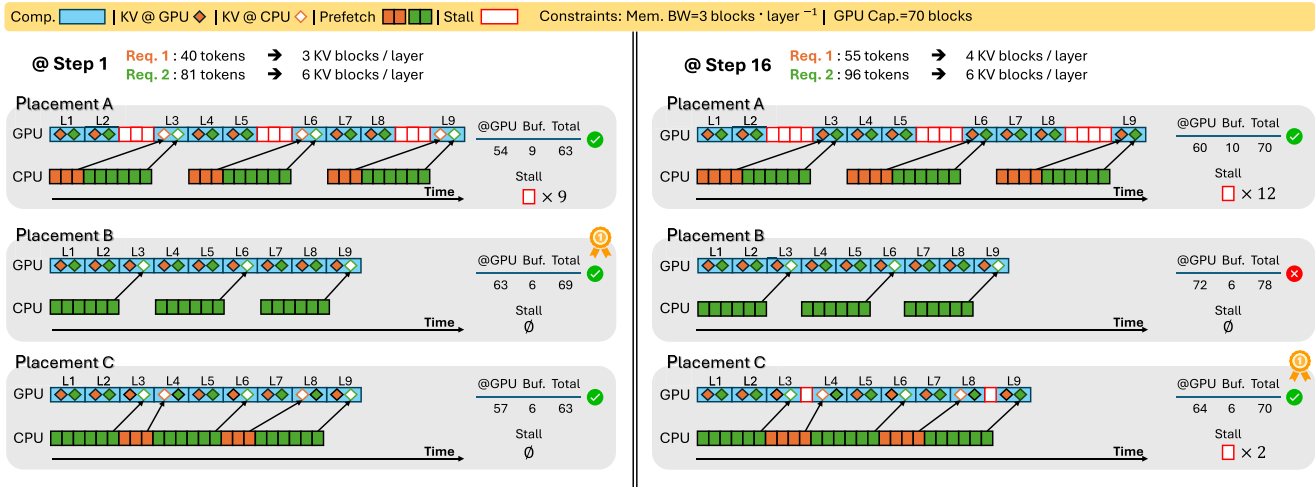 Comp. | KV @ GPU | KV @ CPU | Prefetch | Stall Constraints: Mem. BW=3 blocks · layer ⁻¹ | GPU Cap.=70 blocks
@ Step 1
Req. 1 : 40 tokens ➔ 3 KV blocks / layer
Req. 2 : 81 tokens ➔ 6 KV blocks / layer
Placement A
L1 L2 L3 L4 L5 L6 L7 L8 L9
GPU
CPU
Time
@GPU Buf. Total
54 9 63
Stall
× 9
Placement B
L1 L2 L3 L4 L5 L6 L7 L8 L9
GPU
CPU
Time
1
@GPU Buf. Total
63 6 69
Stall
∅
Placement C
L1 L2 L3 L4 L5 L6 L7 L8 L9
GPU
CPU
Time
@GPU Buf. Total
57 6 63
Stall
∅
@ Step 16
Req. 1 : 55 tokens ➔ 4 KV blocks / layer
Req. 2 : 96 tokens ➔ 6 KV blocks / layer
Placement A
L1 L2 L3 L4 L5 L6 L7 L8 L9
GPU
CPU
Time
@GPU Buf. Total
60 10 70
Stall
× 12
Placement B
L1 L2 L3 L4 L5 L6 L7 L8 L9
GPU
CPU
Time
@GPU Buf. Total
72 6 78
Stall
∅
Placement C
L1 L2 L3 L4 L5 L6 L7 L8 L9
GPU
CPU
Time
1
@GPU Buf. Total
64 6 70
Stall
× 2